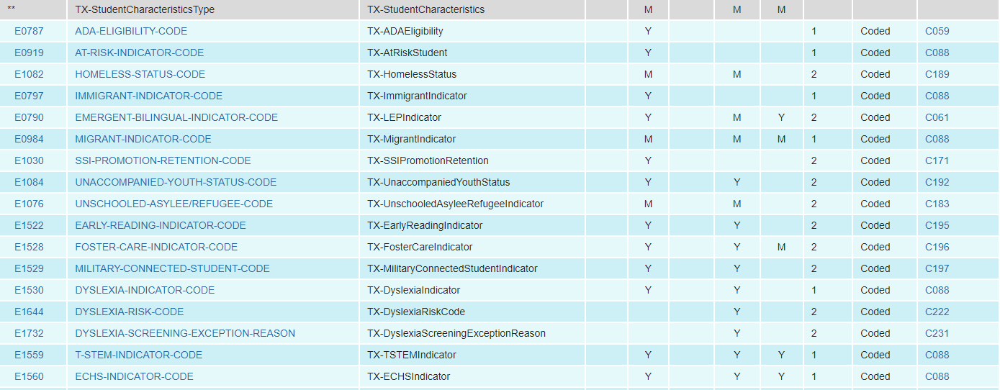 ** TX-StudentCharacteristicsType TX-StudentCharacteristics M M M
E0787 ADA-ELIGIBILITY-CODE TX-ADAEligibility Y 1 Coded C059
E0919 AT-RISK-INDICATOR-CODE TX-AtRiskStudent Y 1 Coded C088
E1082 HOMELESS-STATUS-CODE TX-HomelessStatus M M 2 Coded C189
E0797 IMMIGRANT-INDICATOR-CODE TX-ImmigrantIndicator Y 1 Coded C088
E0790 EMERGENT-BILINGUAL-INDICATOR-CODE TX-LEPIndicator Y M Y 2 Coded C061
E0984 MIGRANT-INDICATOR-CODE TX-MigrantIndicator M M M 1 Coded C088
E1030 SSI-PROMOTION-RETENTION-CODE TX-SSIPromotionRetention Y 2 Coded C171
E1084 UNACCOMPANIED-YOUTH-STATUS-CODE TX-UnaccompaniedYouthStatus Y Y 2 Coded C192
E1076 UNSCHOOLED-ASYLEE/REFUGEE-CODE TX-UnschooledAsyleeRefugeeIndicator M M 2 Coded C183
E1522 EARLY-READING-INDICATOR-CODE TX-EarlyReadingIndicator Y Y 2 Coded C195
E1528 FOSTER-CARE-INDICATOR-CODE TX-FosterCareIndicator Y Y M 2 Coded C196
E1529 MILITARY-CONNECTED-STUDENT-CODE TX-MilitaryConnectedStudentIndicator Y Y 2 Coded C197
E1530 DYSLEXIA-INDICATOR-CODE TX-DyslexiaIndicator Y Y 1 Coded C088
E1644 DYSLEXIA-RISK-CODE TX-DyslexiaRiskCode Y 2 Coded C222
E1732 DYSLEXIA-SCREENING-EXCEPTION-REASON TX-DyslexiaScreeningExceptionReason Y 2 Coded C231
E1559 T-STEM-INDICATOR-CODE TX-TSTEMIndicator Y Y Y 1 Coded C088
E1560 ECHS-INDICATOR-CODE TX-ECHSIndicator Y Y Y 1 Coded C088